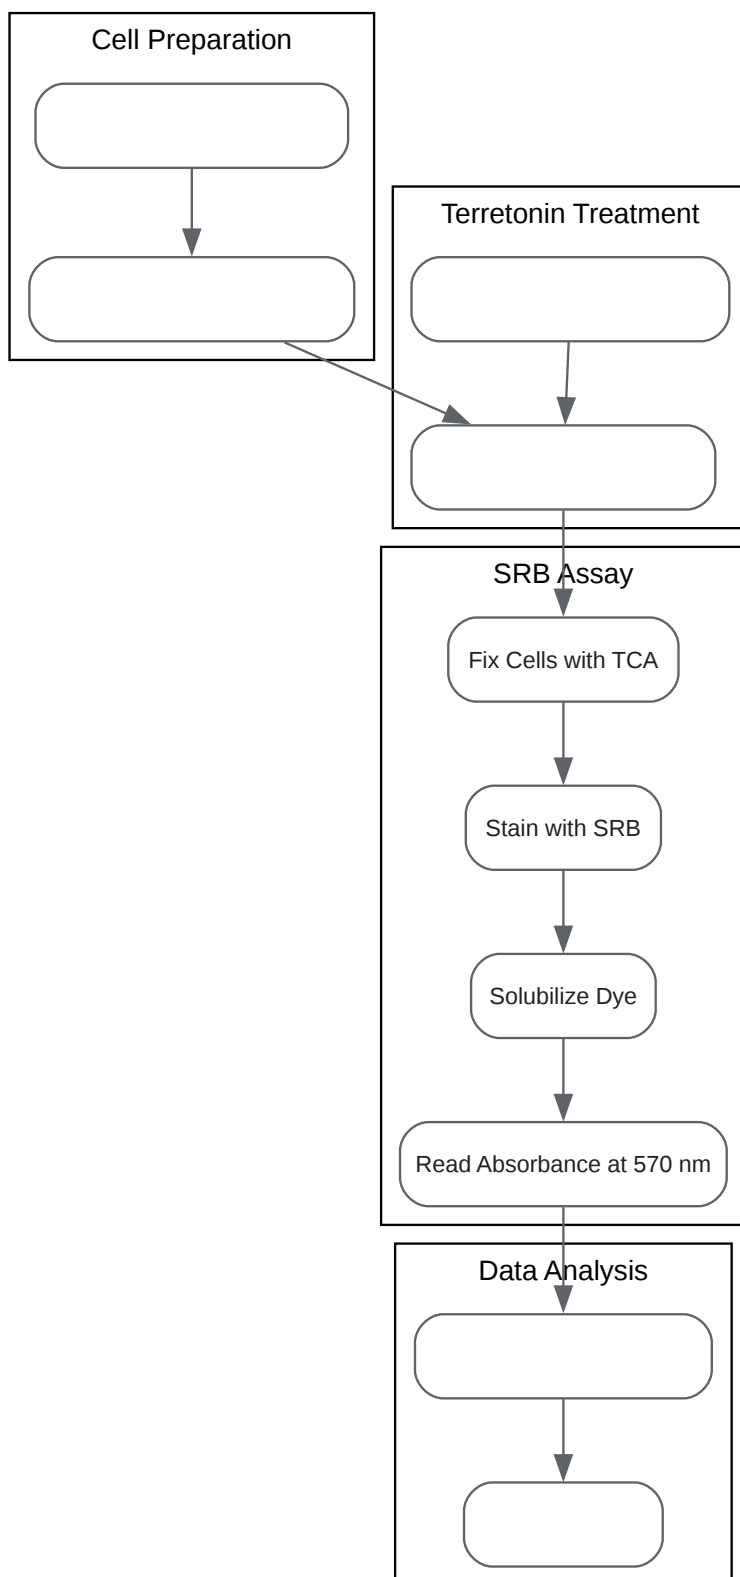 Cell Preparation
Terretonin Treatment
SRB Assay
Fix Cells with TCA
Stain with SRB
Solubilize Dye
Read Absorbance at 570 nm
Data Analysis